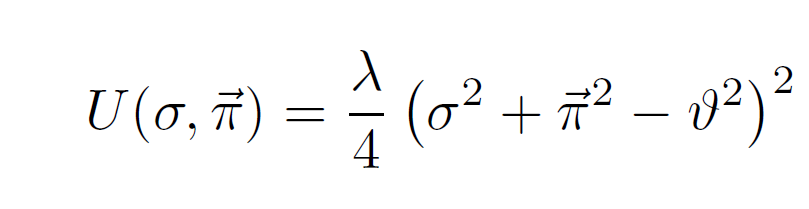 U(σ, π⃗) = λ/4 (σ² + π⃗² − ϑ²)²